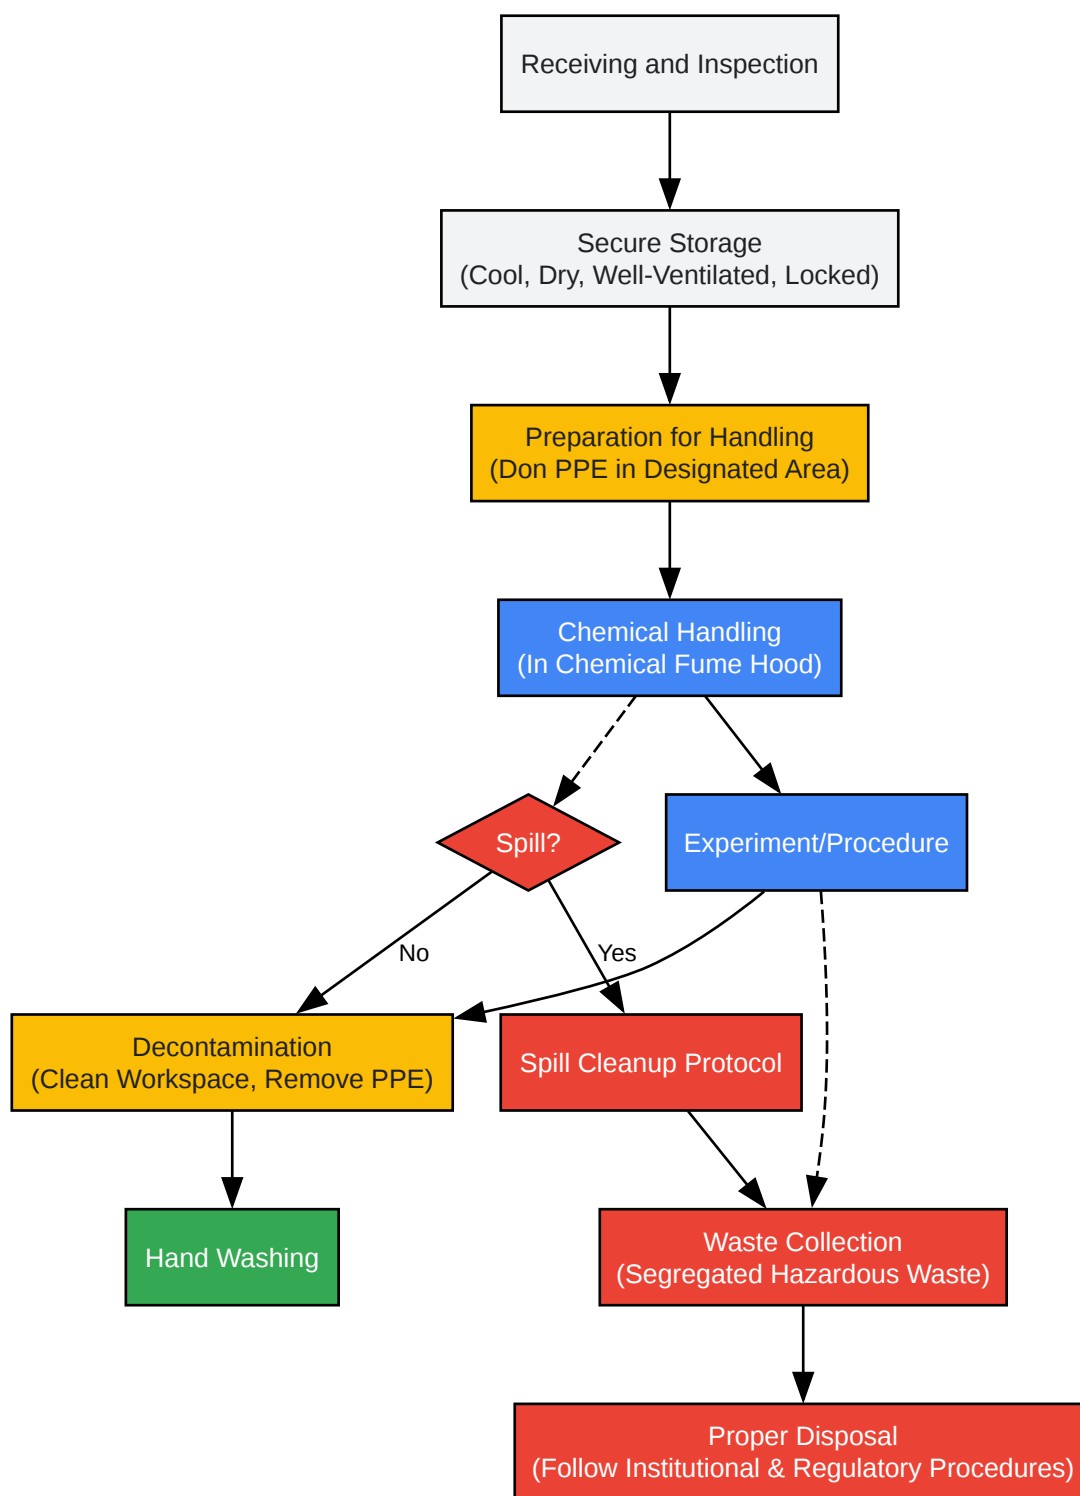 Receiving and Inspection
Secure Storage
(Cool, Dry, Well-Ventilated, Locked)
Preparation for Handling
(Don PPE in Designated Area)
Chemical Handling
(In Chemical Fume Hood)
Spill?
Experiment/Procedure
No
Yes
Decontamination
(Clean Workspace, Remove PPE)
Spill Cleanup Protocol
Hand Washing
Waste Collection
(Segregated Hazardous Waste)
Proper Disposal
(Follow Institutional & Regulatory Procedures)